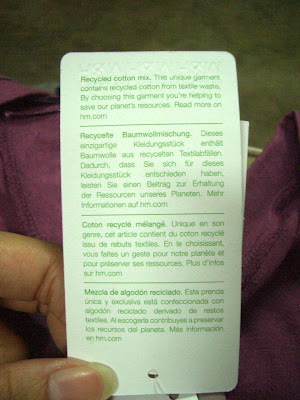 Recycled cotton mix. This unique garment
contains recycled cotton from textile waste.
By choosing this garment you're helping to
save our planet's resources. Read more on
hm.com
Recycelte Baumwollmischung. Dieses
einzigartige Kleidungsstück enthält
Baumwolle aus recycelten Textilabfällen.
Dadurch, dass Sie sich für dieses
Kleidungsstück entschieden haben,
leisten Sie einen Beitrag zur Erhaltung
der Ressourcen unseres Planeten. Mehr
Informationen auf hm.com
Coton recyclé mélangé. Unique en son
genre, cet article contient du coton recyclé
issu de rebuts textiles. En le choisissant,
vous faites un geste pour notre planète et
pour préserver ses ressources. Plus d'infos
sur hm.com
Mezcla de algodón reciclado. Esta prenda
única y exclusiva está confeccionada con
algodón reciclado derivado de restos
textiles. Al escogerla contribuyes a preservar
los recursos del planeta. Más información
en hm.com